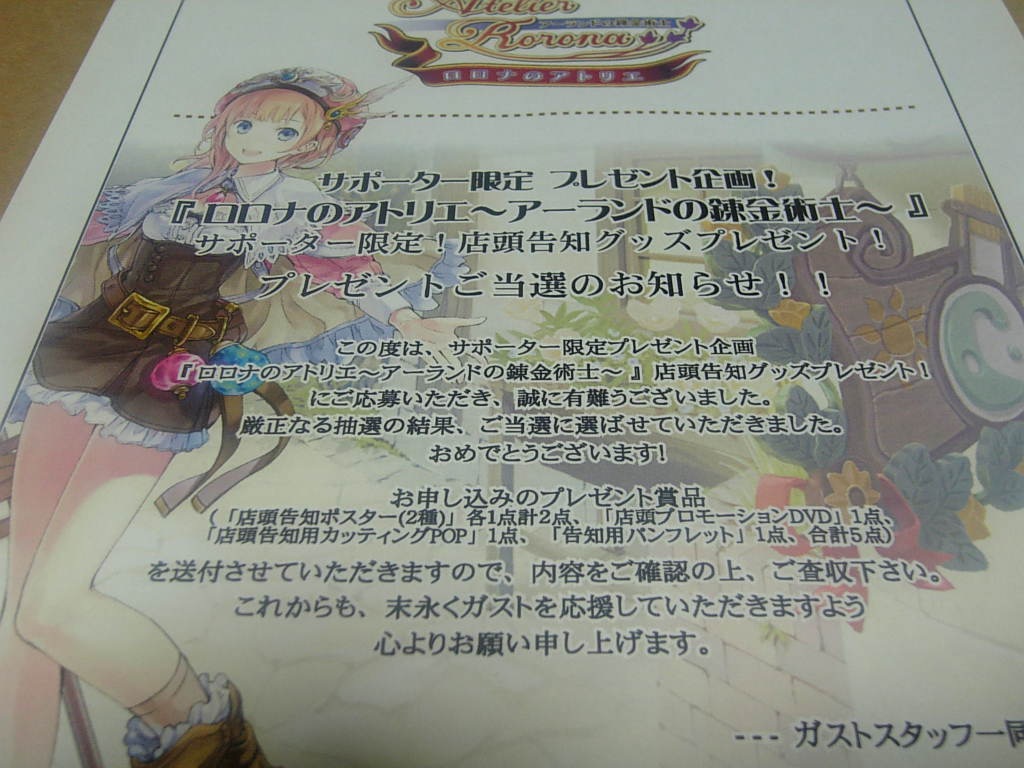 Atelier
アーランドの錬金術士
Rorona
ロロナのアトリエ
サポーター限定 プレゼント企画！
『 ロロナのアトリエ～アーランドの錬金術士～ 』
サポーター限定！店頭告知グッズプレゼント！
プレゼントご当選のお知らせ！！
この度は、サポーター限定プレゼント企画
『ロロナのアトリエ～アーランドの錬金術士～ 』店頭告知グッズプレゼント！
にご応募いただき、誠に有難うございました。
厳正なる抽選の結果、ご当選に選ばせていただきました。
おめでとうございます!
お申し込みのプレゼント賞品
（「店頭告知ポスター(2種)」各1点計2点、「店頭プロモーションDVD」1点、
「店頭告知用カッティングPOP」1点、「告知用パンフレット」1点、合計5点）
を送付させていただきますので、内容をご確認の上、ご査収下さい。
これからも、末永くガストを応援していただきますよう
心よりお願い申し上げます。
--- ガストスタッフ一同